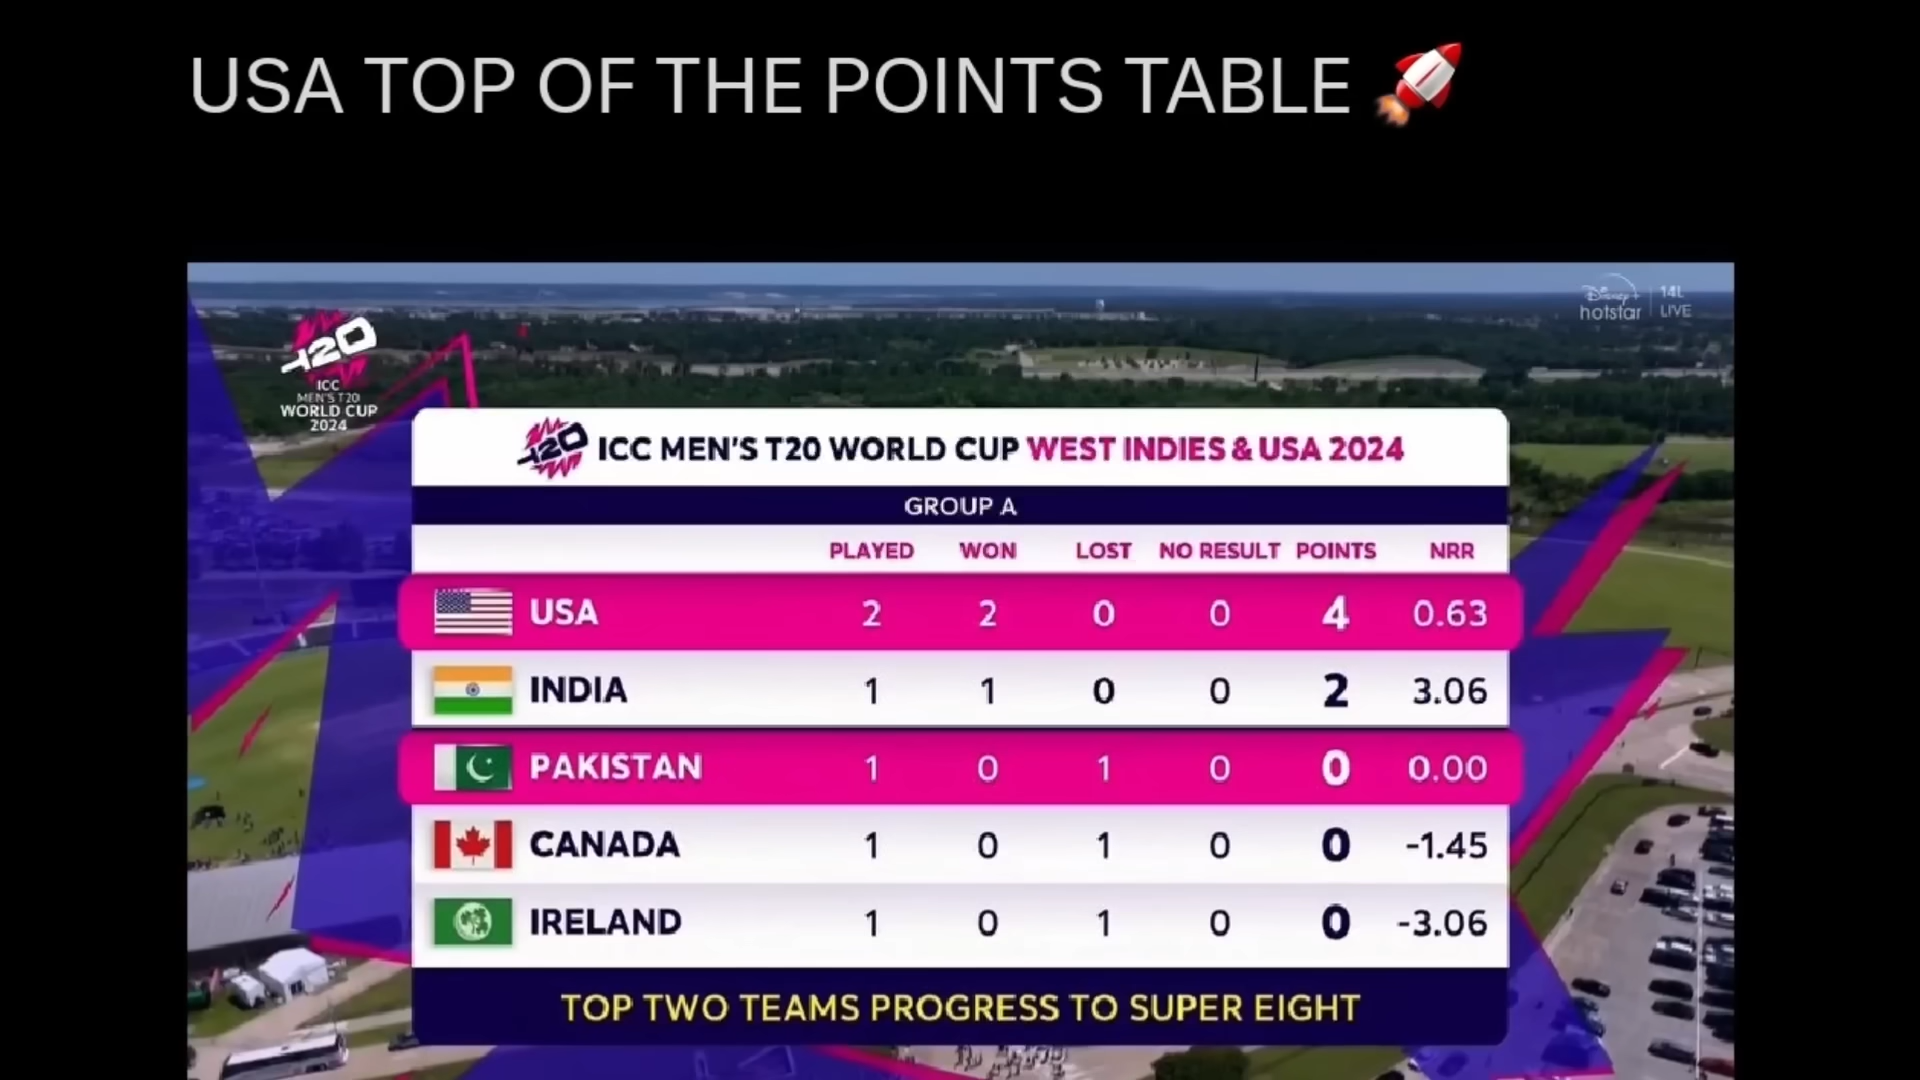 USA TOP OF THE POINTS TABLE 🚀
Disney+ hotstar
14L
LIVE
T20
ICC
MEN'S T20
WORLD CUP
2024
T20 ICC MEN'S T20 WORLD CUP WEST INDIES & USA 2024
GROUP A
PLAYED WON LOST NO RESULT POINTS NRR
USA 2 2 0 0 4 0.63
INDIA 1 1 0 0 2 3.06
PAKISTAN 1 0 1 0 0 0.00
CANADA 1 0 1 0 0 -1.45
IRELAND 1 0 1 0 0 -3.06
TOP TWO TEAMS PROGRESS TO SUPER EIGHT